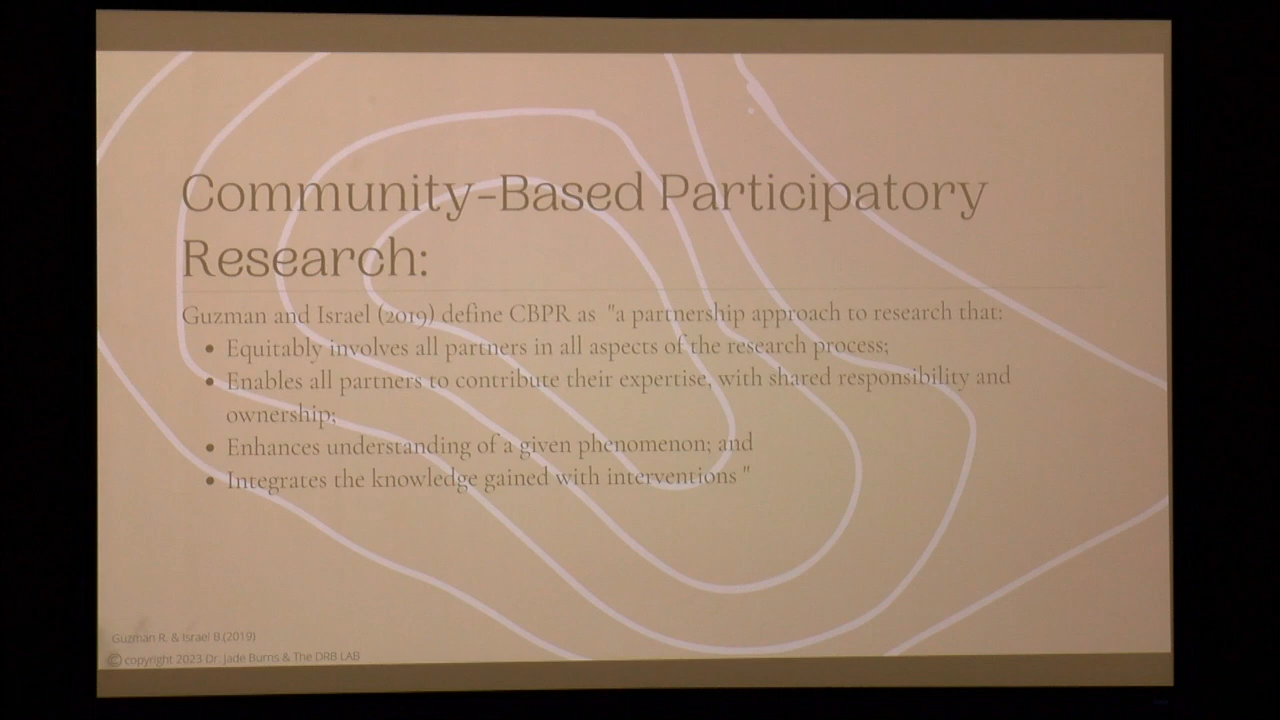 Community-Based Participatory
Research:
Guzman and Israel (2019) define CBPR as "a partnership approach to research that:
• Equitably involves all partners in all aspects of the research process;
• Enables all partners to contribute their expertise, with shared responsibility and
ownership;
• Enhances understanding of a given phenomenon; and
• Integrates the knowledge gained with interventions "
Guzman R. & Israel B.(2019)
© copyright 2023 Dr. Jade Burns & The DRB LAB